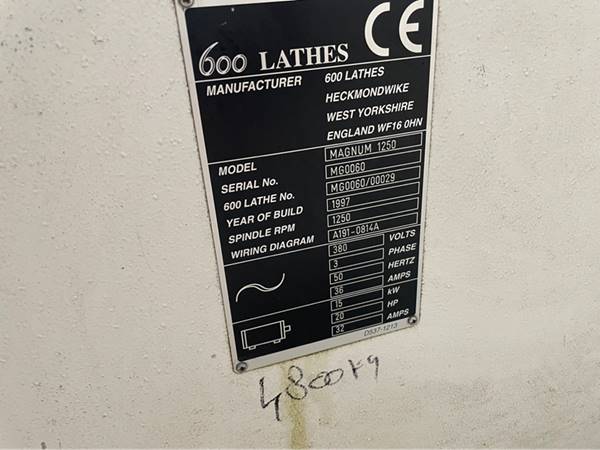 600 LATHES CE
MANUFACTURER 600 LATHES
HECKMONDWIKE
WEST YORKSHIRE
ENGLAND WF16 0HN
MODEL MAGNUM 1250
SERIAL No. MG0060
600 LATHE No. MG0060/00029
YEAR OF BUILD 1997
SPINDLE RPM 1250
WIRING DIAGRAM A191-0814A
380 VOLTS
3 PHASE
50 HERTZ
36 AMPS
15 kW
20 HP
32 AMPS
D537-1213
4800kg